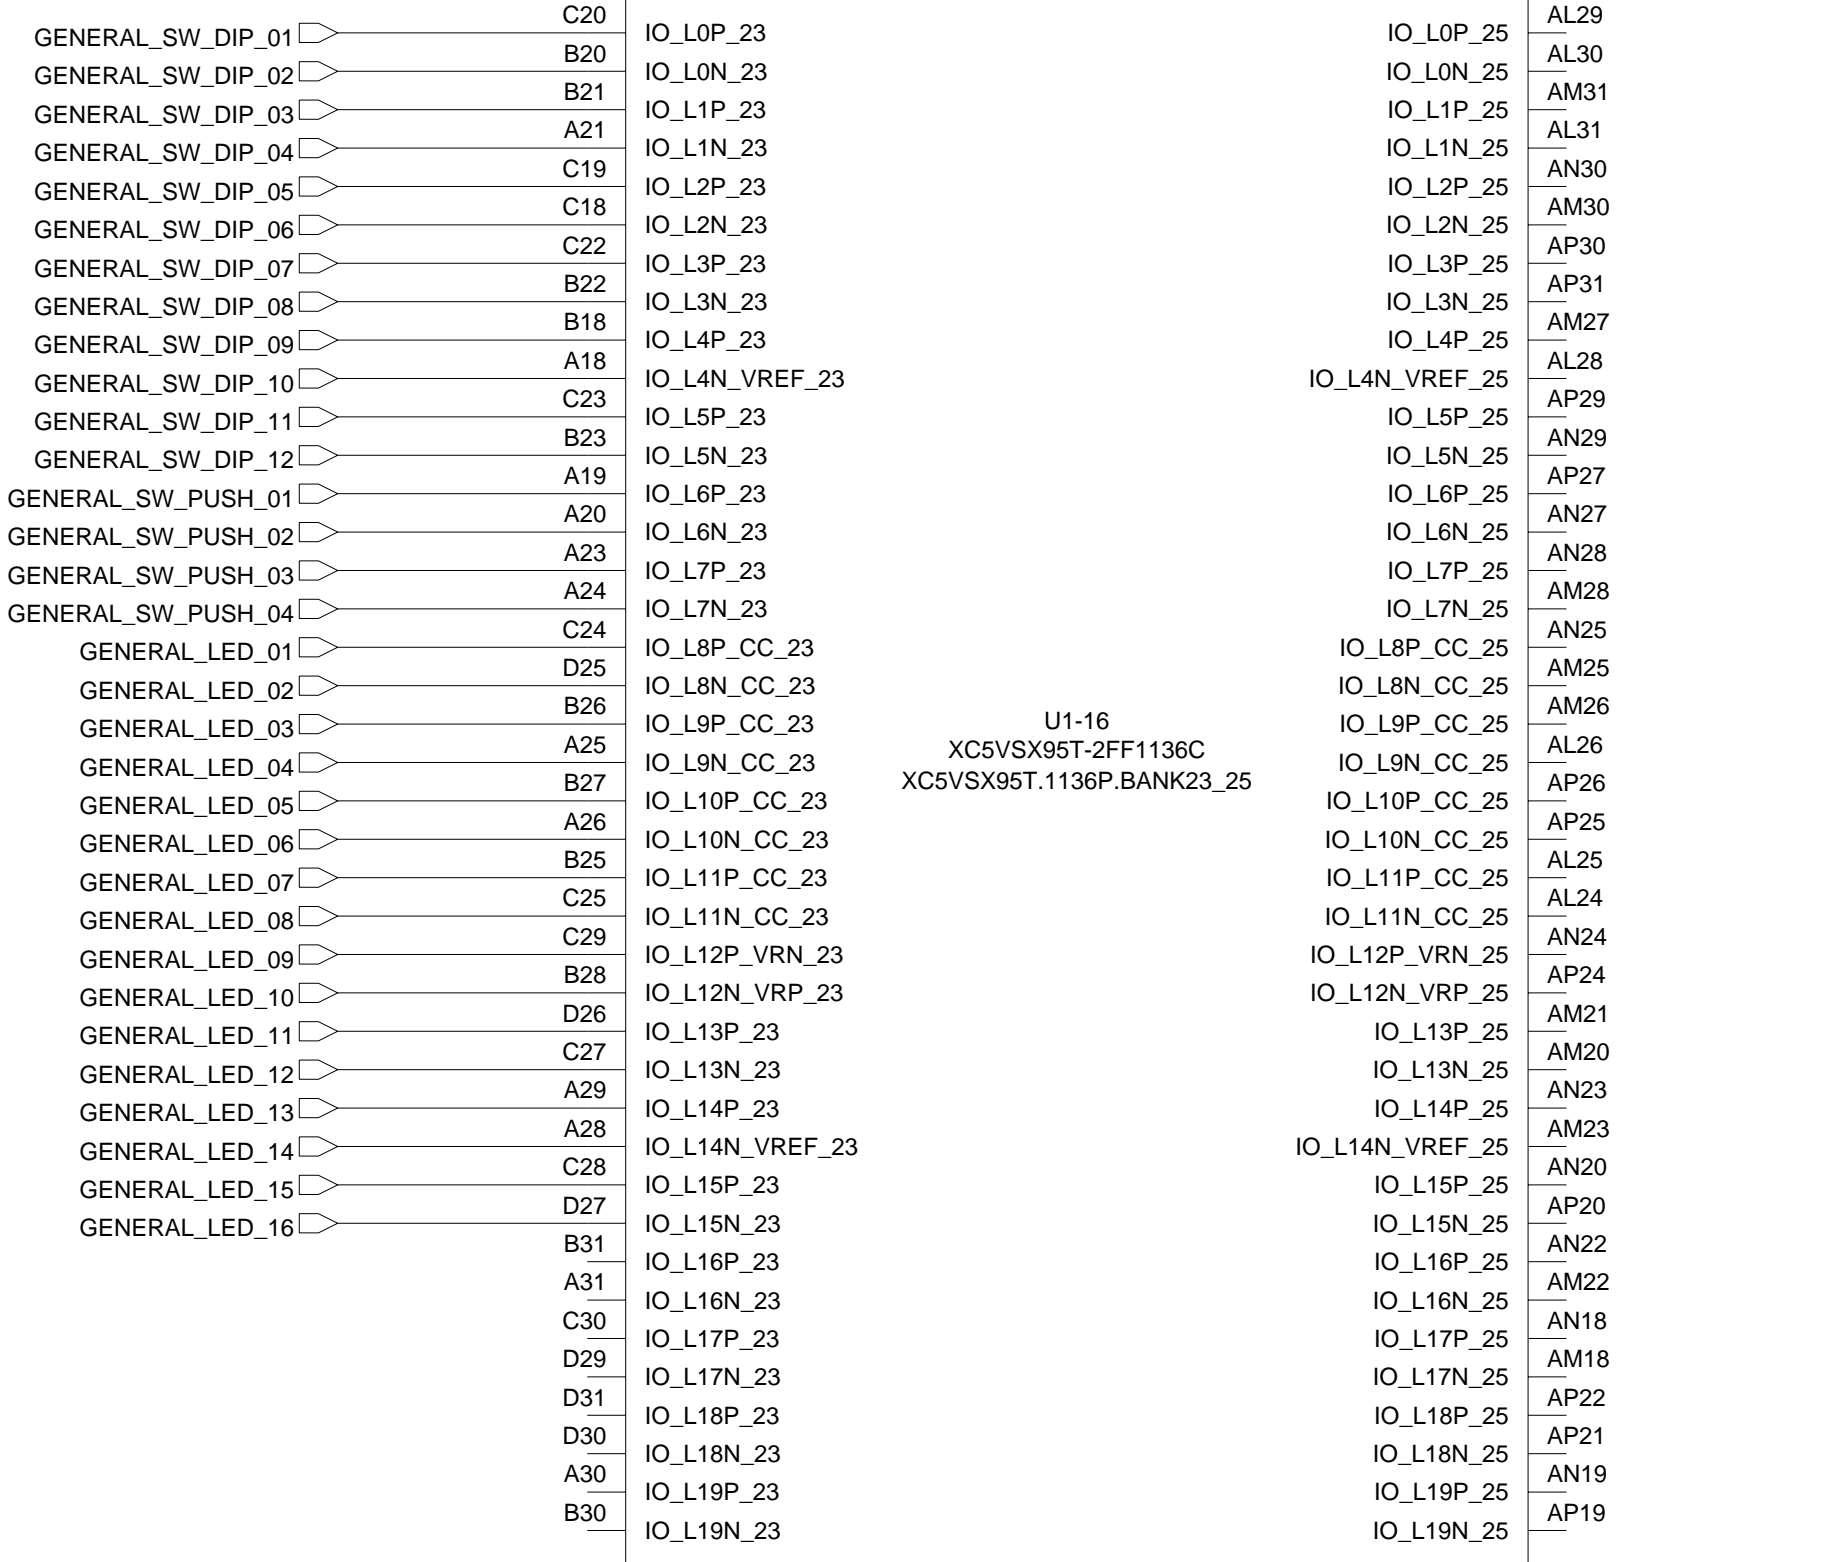 C20 AL29
GENERAL_SW_DIP_01 IO_L0P_23 IO_L0P_25
B20 AL30
GENERAL_SW_DIP_02 IO_L0N_23 IO_L0N_25
B21 AM31
GENERAL_SW_DIP_03 IO_L1P_23 IO_L1P_25
A21 AL31
GENERAL_SW_DIP_04 IO_L1N_23 IO_L1N_25
C19 AN30
GENERAL_SW_DIP_05 IO_L2P_23 IO_L2P_25
C18 AM30
GENERAL_SW_DIP_06 IO_L2N_23 IO_L2N_25
C22 AP30
GENERAL_SW_DIP_07 IO_L3P_23 IO_L3P_25
B22 AP31
GENERAL_SW_DIP_08 IO_L3N_23 IO_L3N_25
B18 AM27
GENERAL_SW_DIP_09 IO_L4P_23 IO_L4P_25
A18 AL28
GENERAL_SW_DIP_10 IO_L4N_VREF_23 IO_L4N_VREF_25
C23 AP29
GENERAL_SW_DIP_11 IO_L5P_23 IO_L5P_25
B23 AN29
GENERAL_SW_DIP_12 IO_L5N_23 IO_L5N_25
A19 AP27
GENERAL_SW_PUSH_01 IO_L6P_23 IO_L6P_25
A20 AN27
GENERAL_SW_PUSH_02 IO_L6N_23 IO_L6N_25
A23 AN28
GENERAL_SW_PUSH_03 IO_L7P_23 IO_L7P_25
A24 AM28
GENERAL_SW_PUSH_04 IO_L7N_23 IO_L7N_25
C24 AN25
GENERAL_LED_01 IO_L8P_CC_23 IO_L8P_CC_25
D25 AM25
GENERAL_LED_02 IO_L8N_CC_23 IO_L8N_CC_25
B26 AM26
GENERAL_LED_03 IO_L9P_CC_23 U1-16 IO_L9P_CC_25
A25 XC5VSX95T-2FF1136C AL26
GENERAL_LED_04 IO_L9N_CC_23 IO_L9N_CC_25
B27 XC5VSX95T.1136P.BANK23_25 AP26
GENERAL_LED_05 IO_L10P_CC_23 IO_L10P_CC_25
A26 AP25
GENERAL_LED_06 IO_L10N_CC_23 IO_L10N_CC_25
B25 AL25
GENERAL_LED_07 IO_L11P_CC_23 IO_L11P_CC_25
C25 AL24
GENERAL_LED_08 IO_L11N_CC_23 IO_L11N_CC_25
C29 AN24
GENERAL_LED_09 IO_L12P_VRN_23 IO_L12P_VRN_25
B28 AP24
GENERAL_LED_10 IO_L12N_VRP_23 IO_L12N_VRP_25
D26 AM21
GENERAL_LED_11 IO_L13P_23 IO_L13P_25
C27 AM20
GENERAL_LED_12 IO_L13N_23 IO_L13N_25
A29 AN23
GENERAL_LED_13 IO_L14P_23 IO_L14P_25
A28 AM23
GENERAL_LED_14 IO_L14N_VREF_23 IO_L14N_VREF_25
C28 AN20
GENERAL_LED_15 IO_L15P_23 IO_L15P_25
D27 AP20
GENERAL_LED_16 IO_L15N_23 IO_L15N_25
B31 AN22
IO_L16P_23 IO_L16P_25
A31 AM22
IO_L16N_23 IO_L16N_25
C30 AN18
IO_L17P_23 IO_L17P_25
D29 AM18
IO_L17N_23 IO_L17N_25
D31 AP22
IO_L18P_23 IO_L18P_25
D30 AP21
IO_L18N_23 IO_L18N_25
A30 AN19
IO_L19P_23 IO_L19P_25
B30 AP19
IO_L19N_23 IO_L19N_25